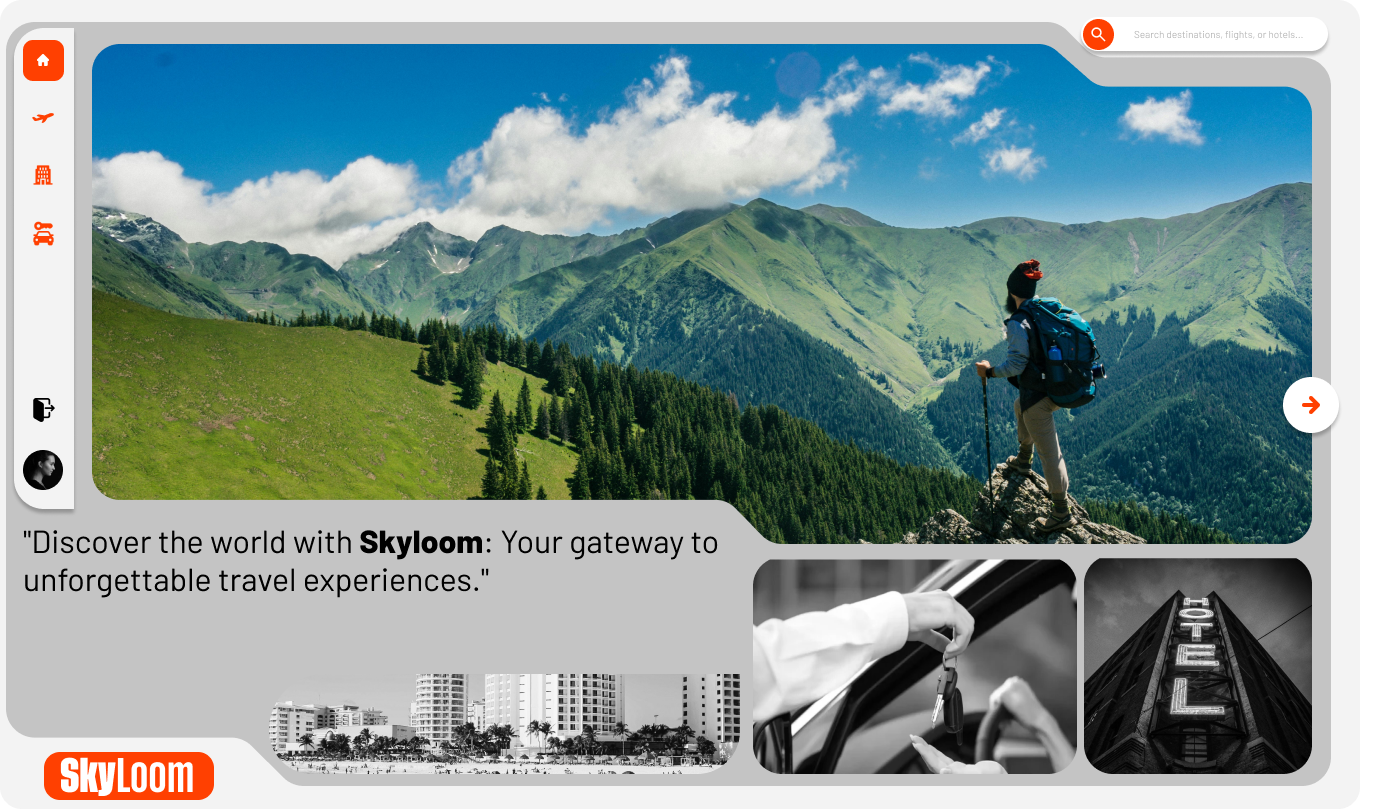 Search destinations, flights, or hotels...
"Discover the world with Skyloom: Your gateway to
unforgettable travel experiences."
HOTEL
SkyLOOM